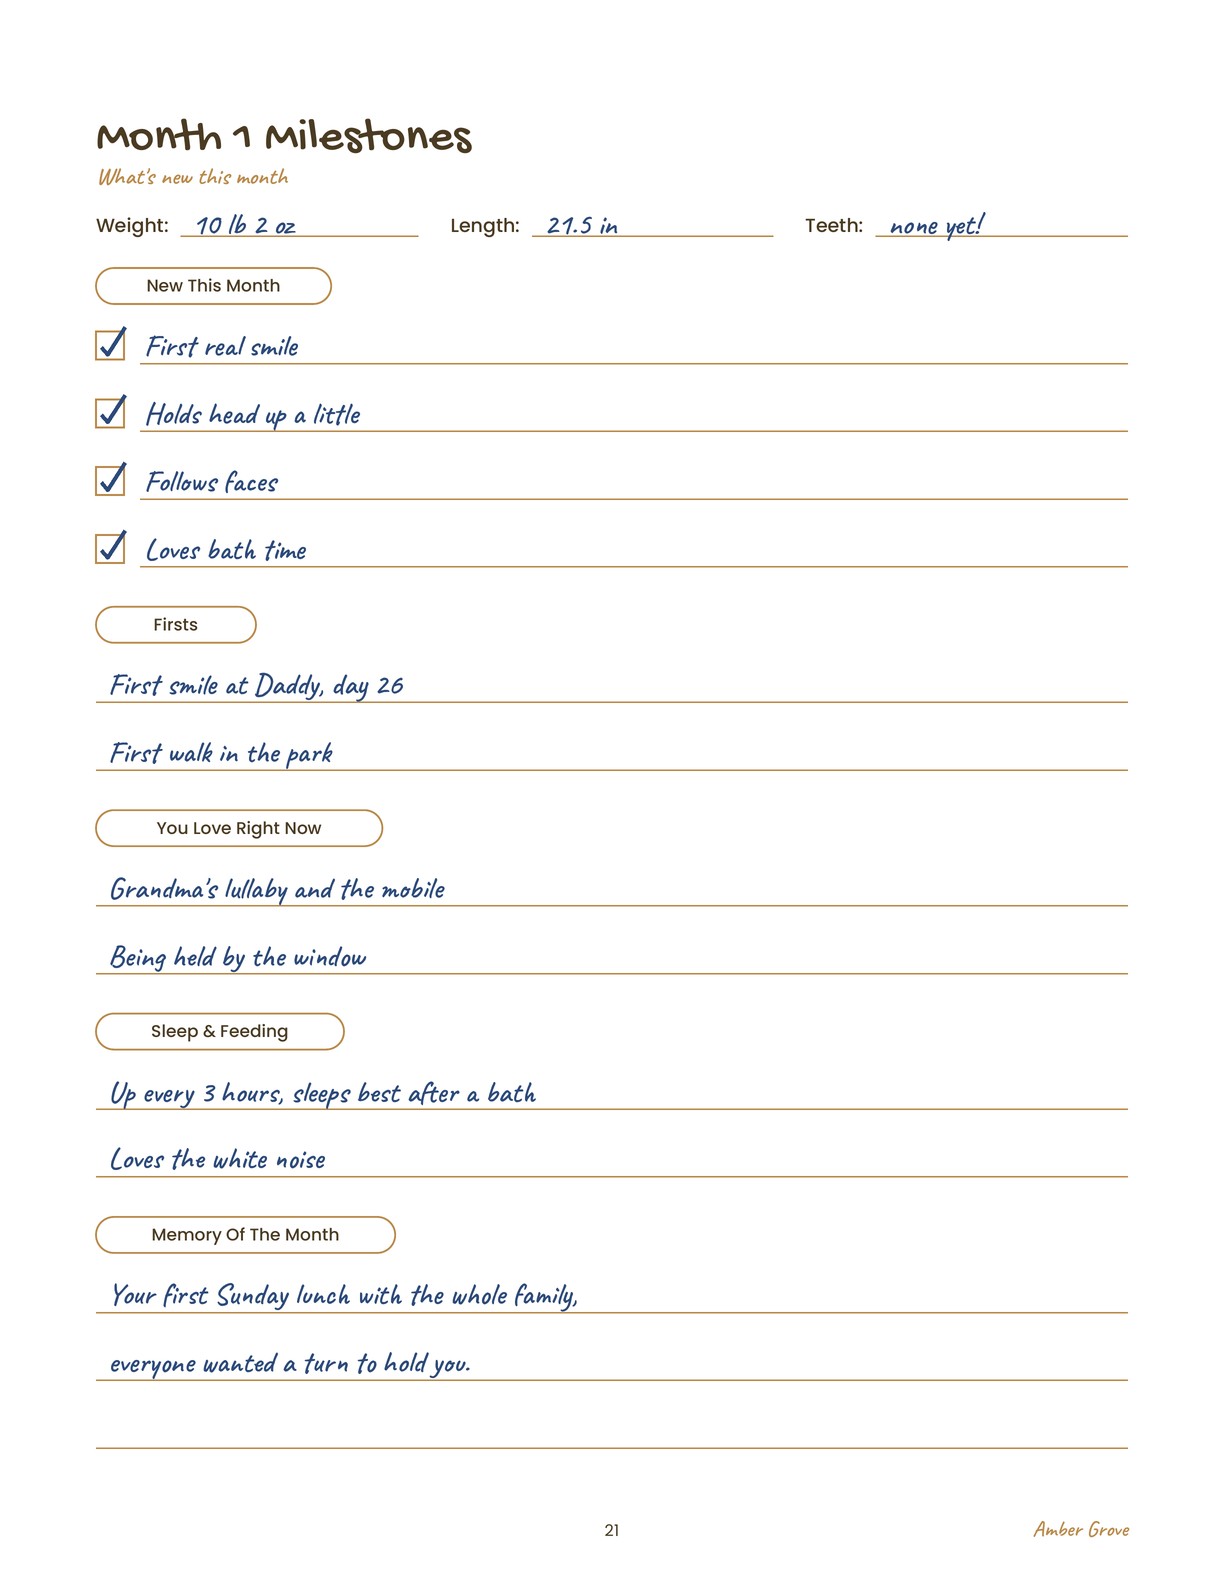 Month 1 Milestones
What's new this month
Weight: 10 lb 2 oz Length: 21.5 in Teeth: none yet!
New This Month
First real smile
Holds head up a little
Follows faces
Loves bath time
Firsts
First smile at Daddy, day 26
First walk in the park
You Love Right Now
Grandma's lullaby and the mobile
Being held by the window
Sleep & Feeding
Up every 3 hours, sleeps best after a bath
Loves the white noise
Memory Of The Month
Your first Sunday lunch with the whole family,
everyone wanted a turn to hold you.
21
Amber Grove